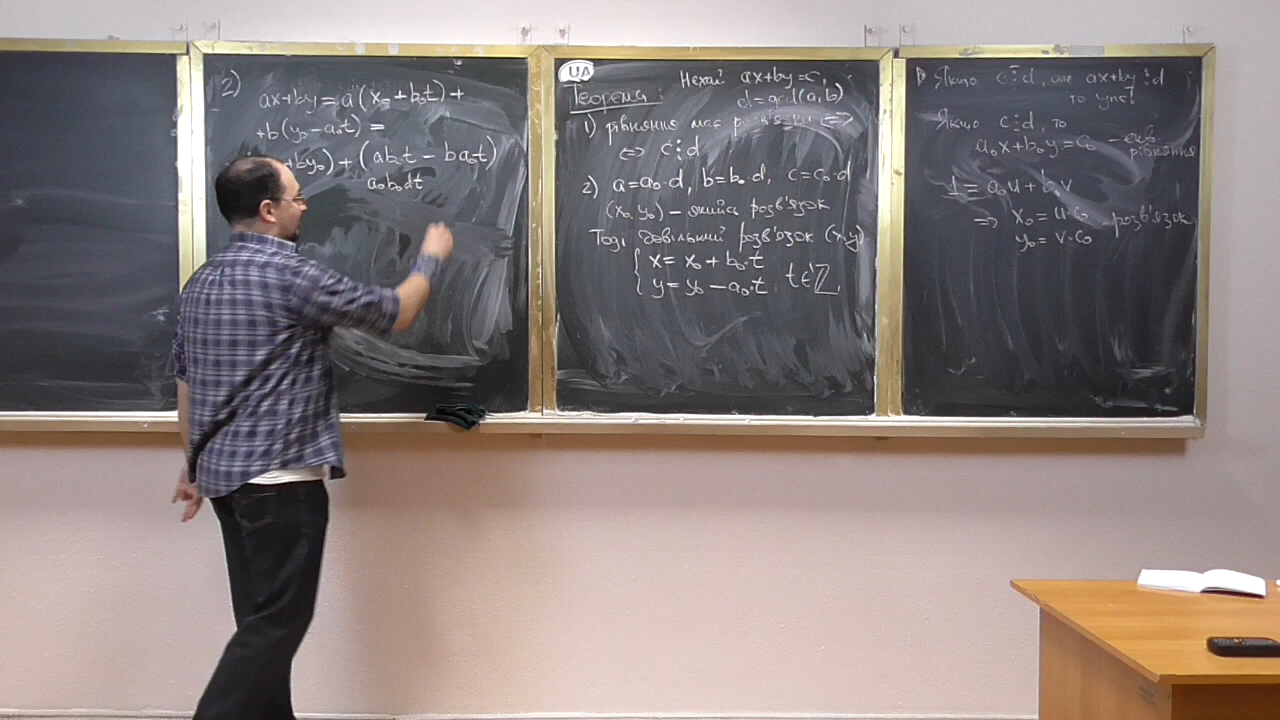 2)
ax+by=a(x₀+b₀t)+
+b(y₀-a₀t)=
+by₀)+(ab₀t-ba₀t)
a₀b₀dt
UA
Теорема: Нехай ax+by=c,
d=gcd(a,b)
1) рівняння має розв'язки <=>
<=> c⋮d
2) a=a₀·d, b=b₀·d, c=c₀·d
(x₀,y₀) - якийсь розв'язок
Тоді довільний розв'язок (x,y)
{ x=x₀+b₀·t
y=y₀-a₀·t, t∈ℤ
Якщо c⋮d, але ax+by⋮d
то
Якщо c⋮d, то
a₀x+b₀y=c₀ - екв.
рівняння
1=a₀u+b₀v
=> x₀=u·c₀ розв'язок
y₀=v·c₀